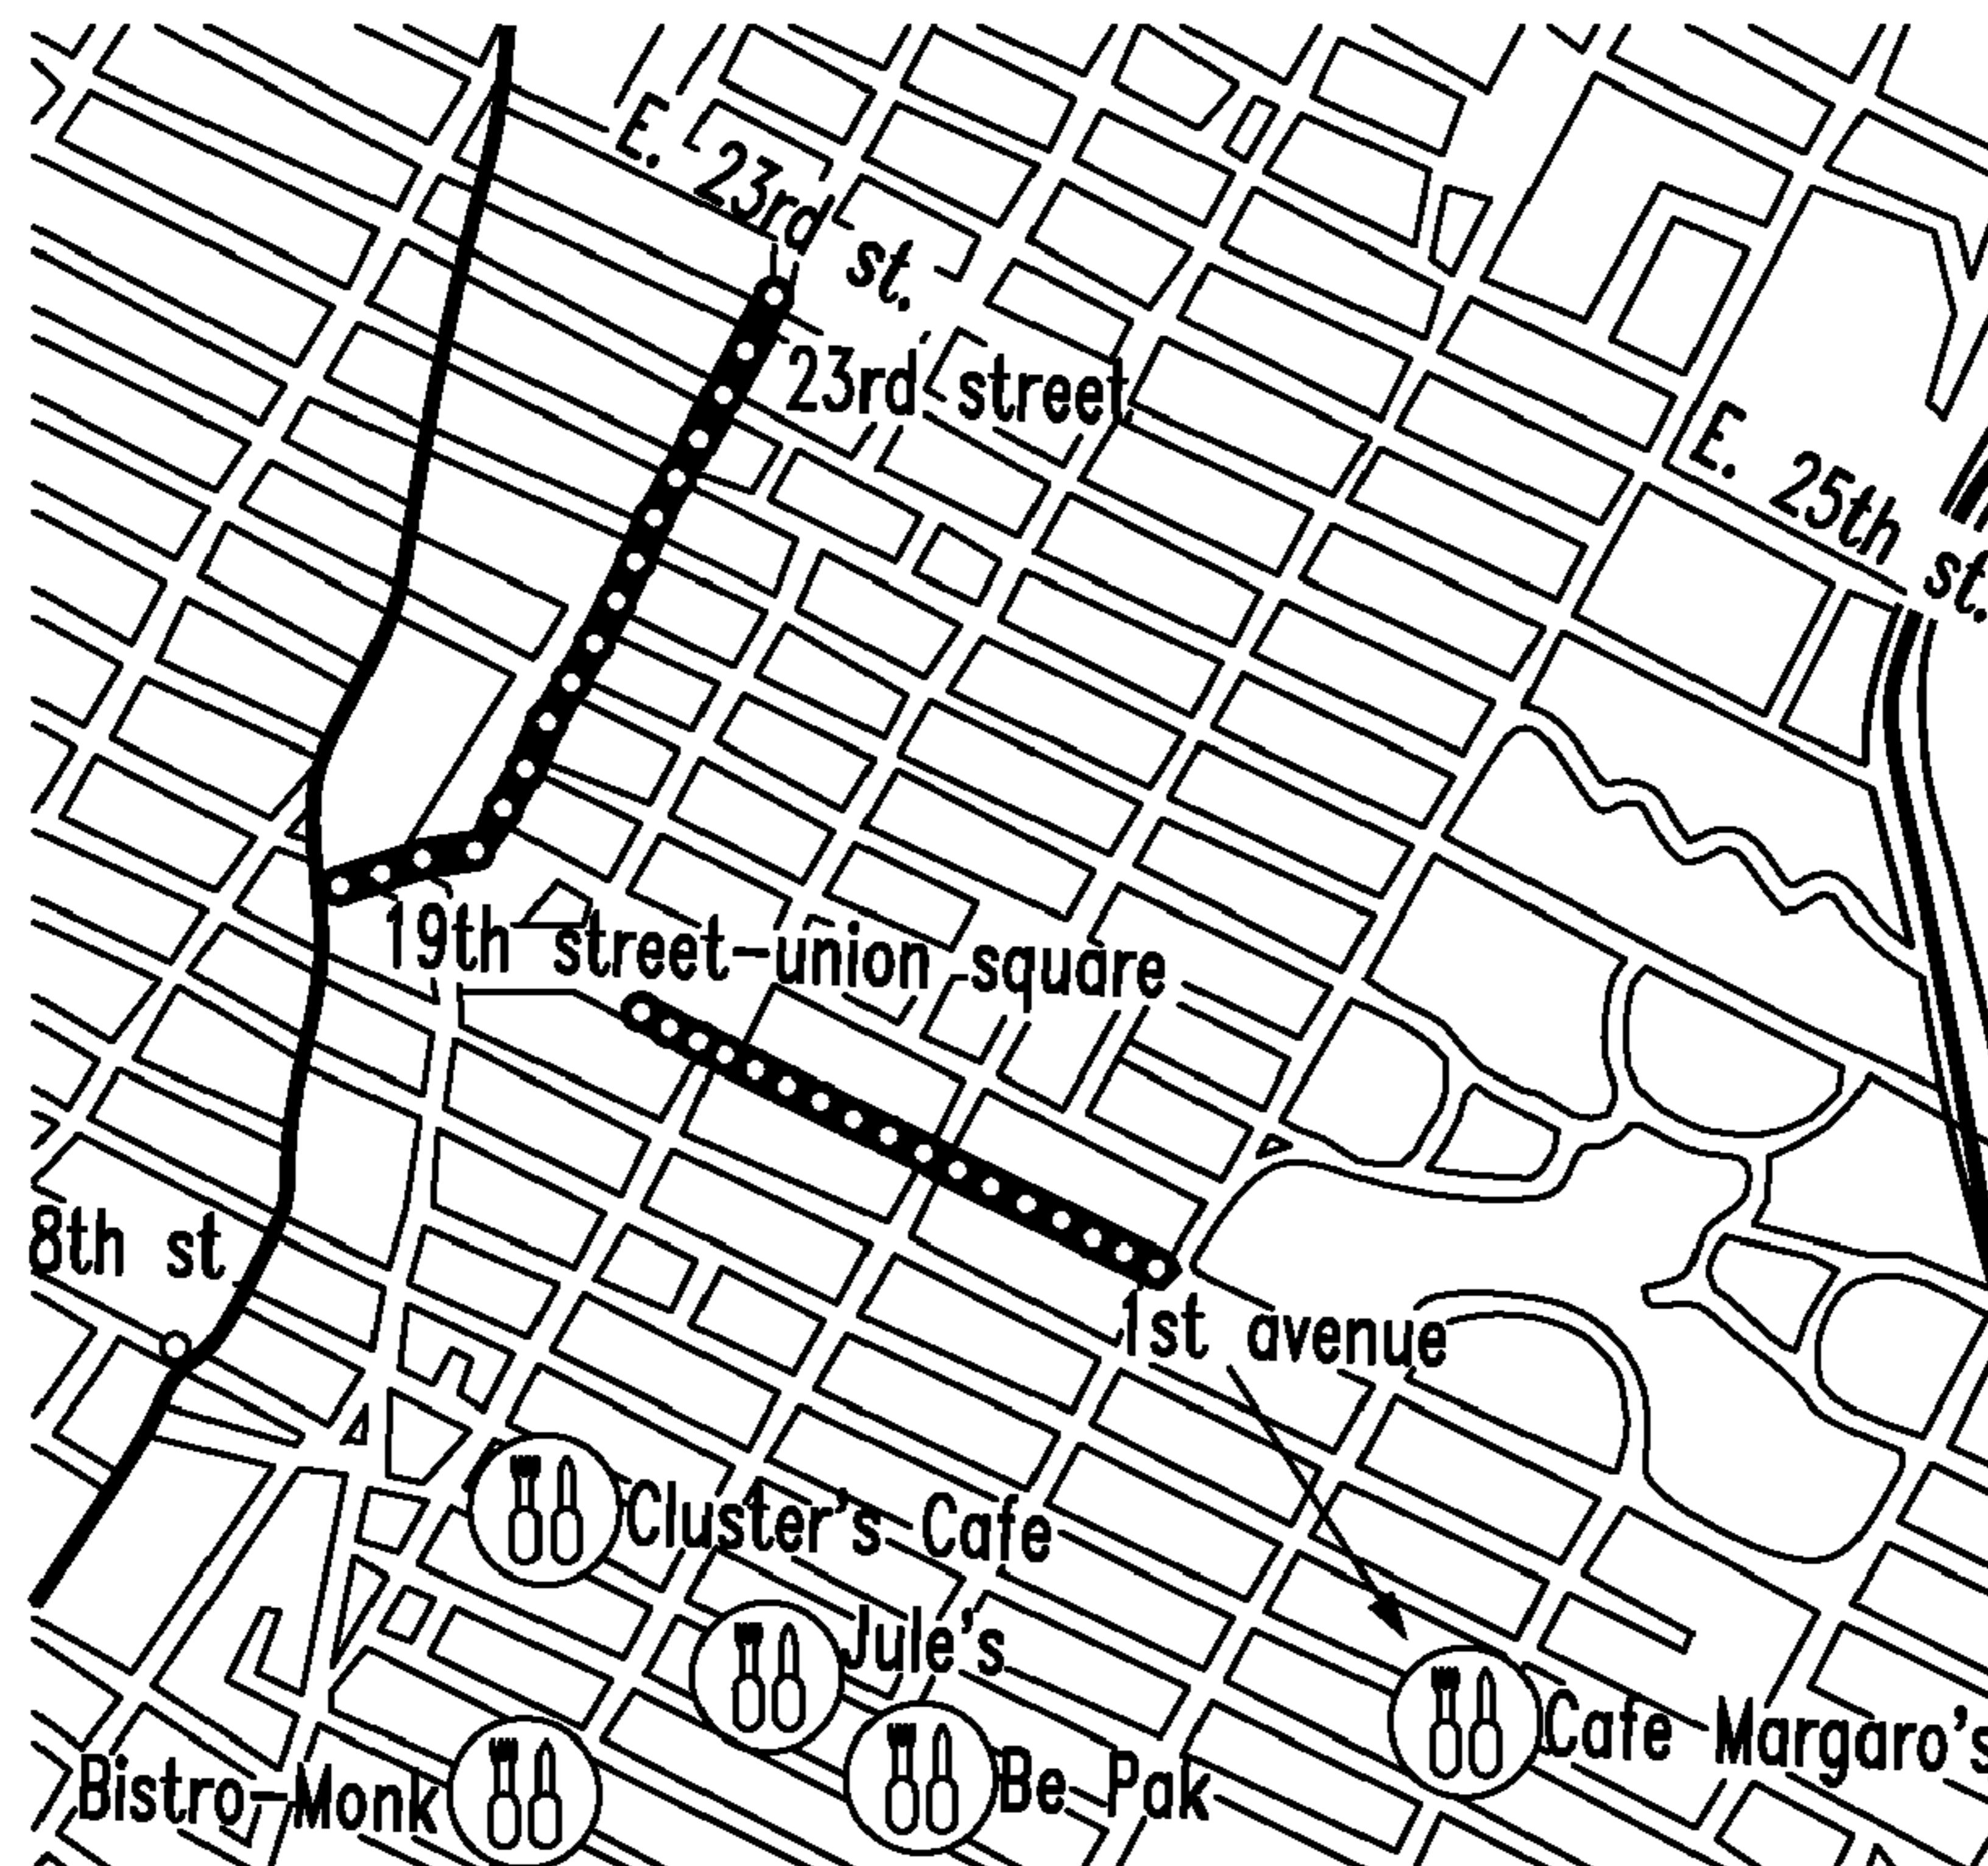 E. 23rd st.
23rd street
E. 25th st.
19th street-union square
8th st.
1st avenue
Cluster's Cafe
Jule's
Cafe Margaro's
Bistro-Monk
Be Pak